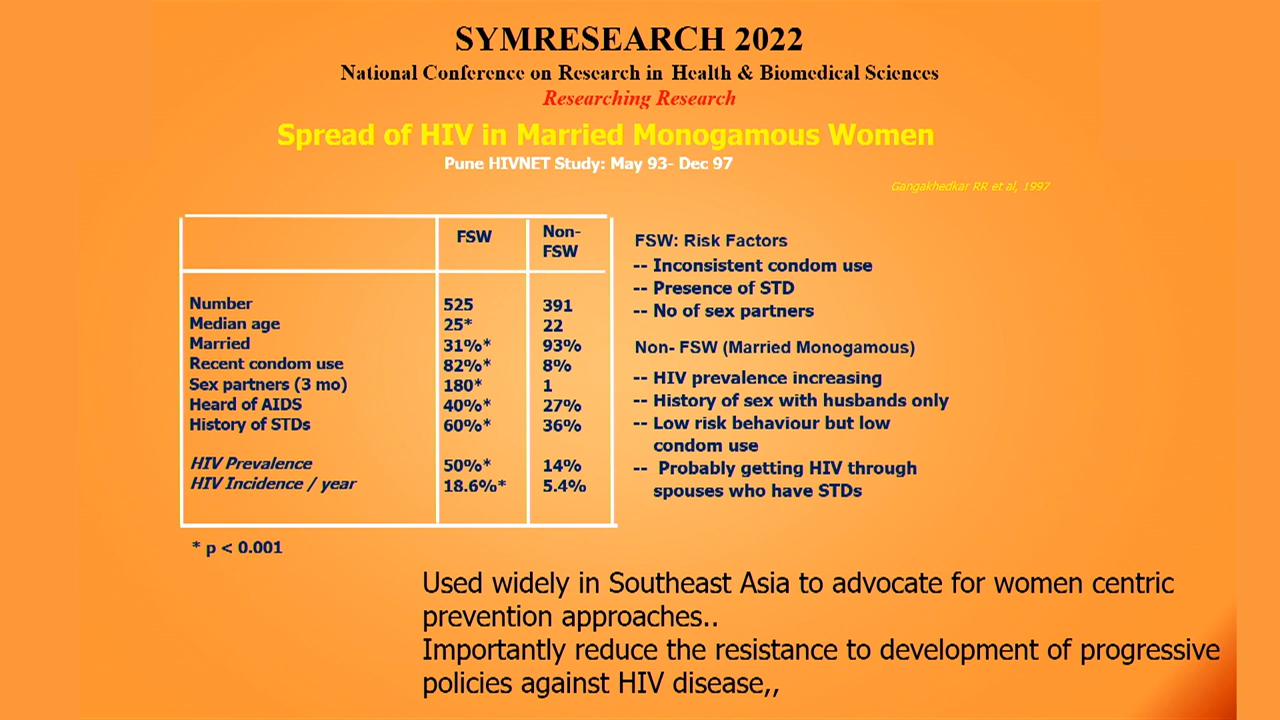 SYMRESEARCH 2022
National Conference on Research in Health & Biomedical Sciences
Researching Research
Spread of HIV in Married Monogamous Women
Pune HIVNET Study: May 93- Dec 97
Gangakhedkar RR et al, 1997
FSW Non-
FSW
Number 525 391
Median age 25* 22
Married 31%* 93%
Recent condom use 82%* 8%
Sex partners (3 mo) 180* 1
Heard of AIDS 40%* 27%
History of STDs 60%* 36%
HIV Prevalence 50%* 14%
HIV Incidence / year 18.6%* 5.4%
* p < 0.001
FSW: Risk Factors
-- Inconsistent condom use
-- Presence of STD
-- No of sex partners
Non- FSW (Married Monogamous)
-- HIV prevalence increasing
-- History of sex with husbands only
-- Low risk behaviour but low
condom use
-- Probably getting HIV through
spouses who have STDs
Used widely in Southeast Asia to advocate for women centric
prevention approaches..
Importantly reduce the resistance to development of progressive
policies against HIV disease,,